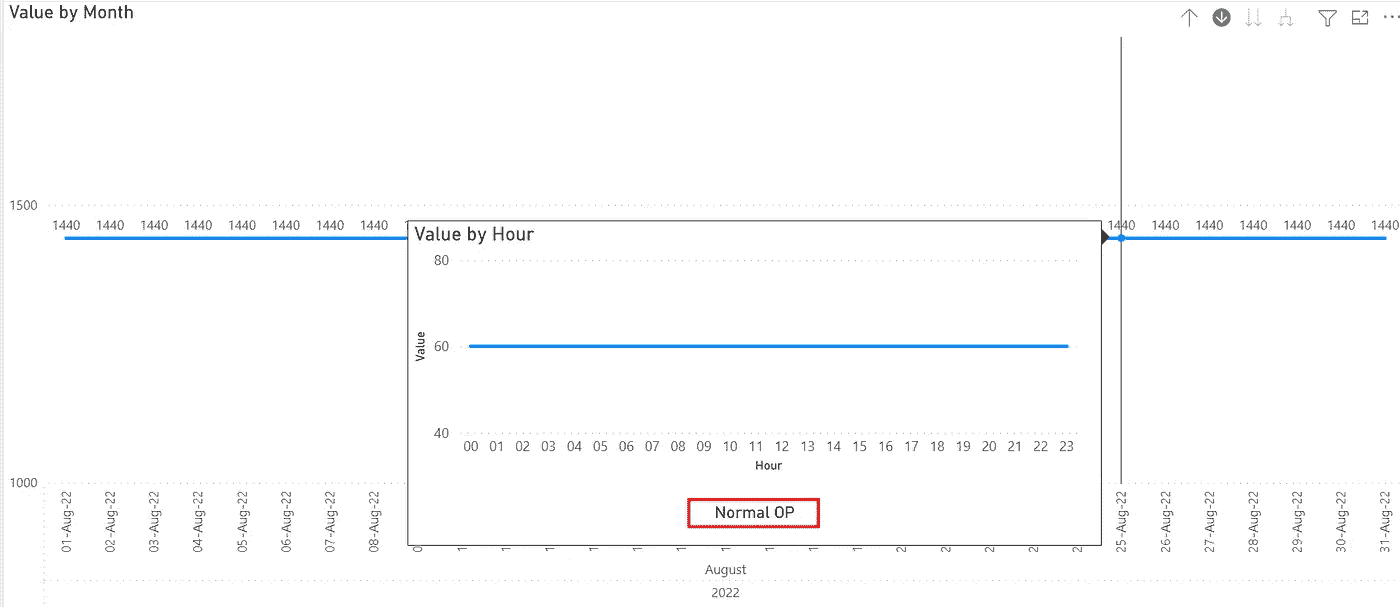 Value by Month
1500
1440 1440 1440 1440 1440 1440 1440 1440 1440 1440 1440 1440 1440 1440 1440
Value by Hour
80
Value
60
40
00 01 02 03 04 05 06 07 08 09 10 11 12 13 14 15 16 17 18 19 20 21 22 23
Hour
Normal OP
1000
01-Aug-22 02-Aug-22 03-Aug-22 04-Aug-22 05-Aug-22 06-Aug-22 07-Aug-22 08-Aug-22 25-Aug-22 26-Aug-22 27-Aug-22 28-Aug-22 29-Aug-22 30-Aug-22 31-Aug-22
August
2022